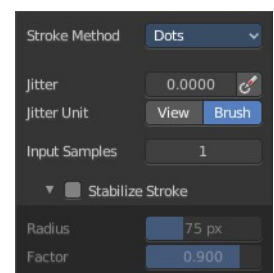 Stroke Method Dots
Jitter 0.0000
Jitter Unit View Brush
Input Samples 1
Stabilize Stroke
Radius 75 px
Factor 0.900